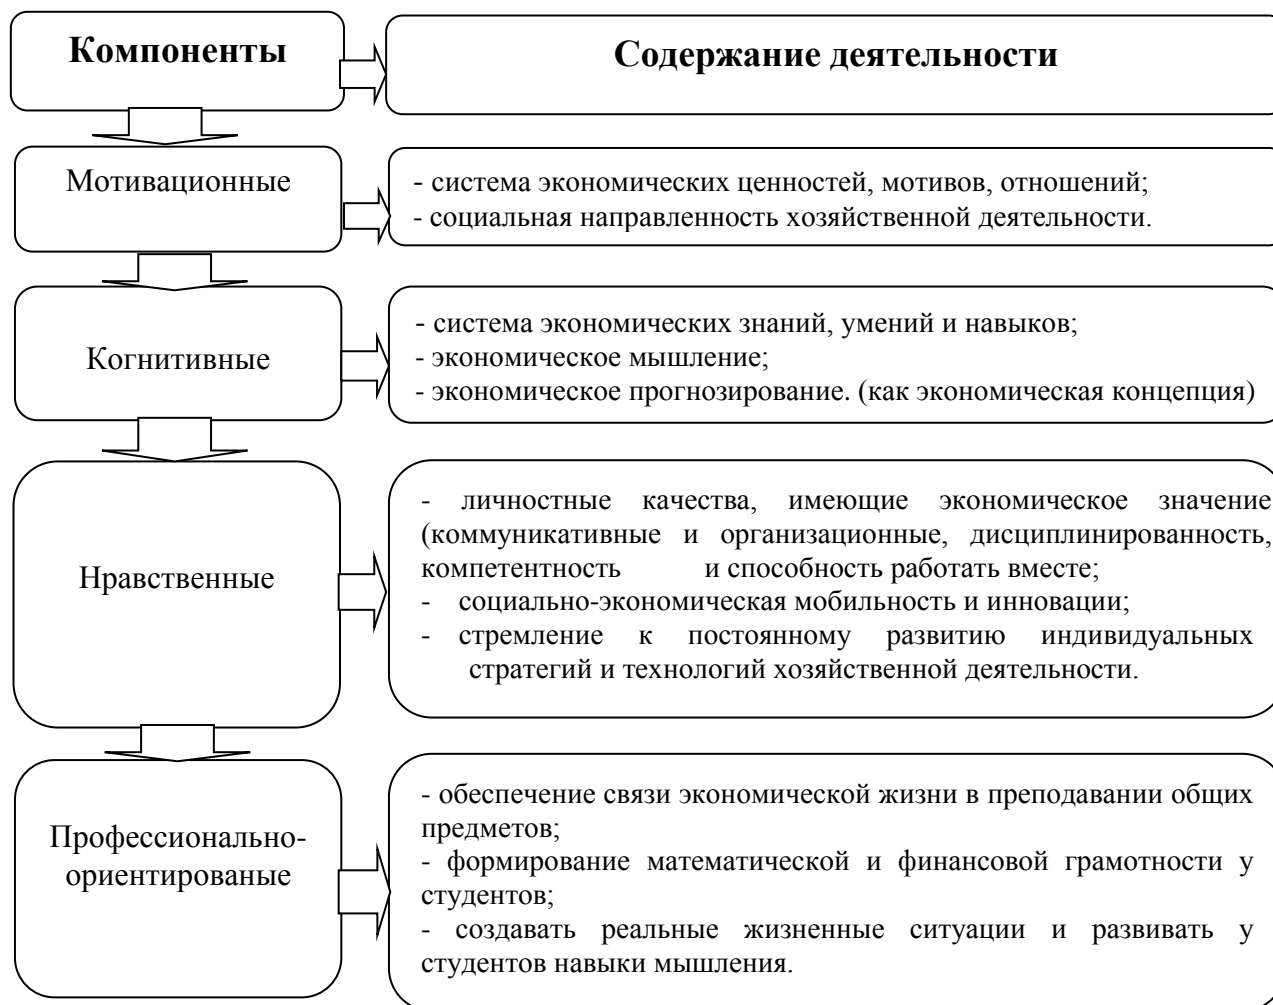 Компоненты
Содержание деятельности
Мотивационные
- система экономических ценностей, мотивов, отношений;
- социальная направленность хозяйственной деятельности.
Когнитивные
- система экономических знаний, умений и навыков;
- экономическое мышление;
- экономическое прогнозирование. (как экономическая концепция)
Нравственные
- личностные качества, имеющие экономическое значение
(коммуникативные и организационные, дисциплинированность,
компетентность и способность работать вместе;
- социально-экономическая мобильность и инновации;
- стремление к постоянному развитию индивидуальных
стратегий и технологий хозяйственной деятельности.
Профессионально-
ориентированые
- обеспечение связи экономической жизни в преподавании общих
предметов;
- формирование математической и финансовой грамотности у
студентов;
- создавать реальные жизненные ситуации и развивать у
студентов навыки мышления.